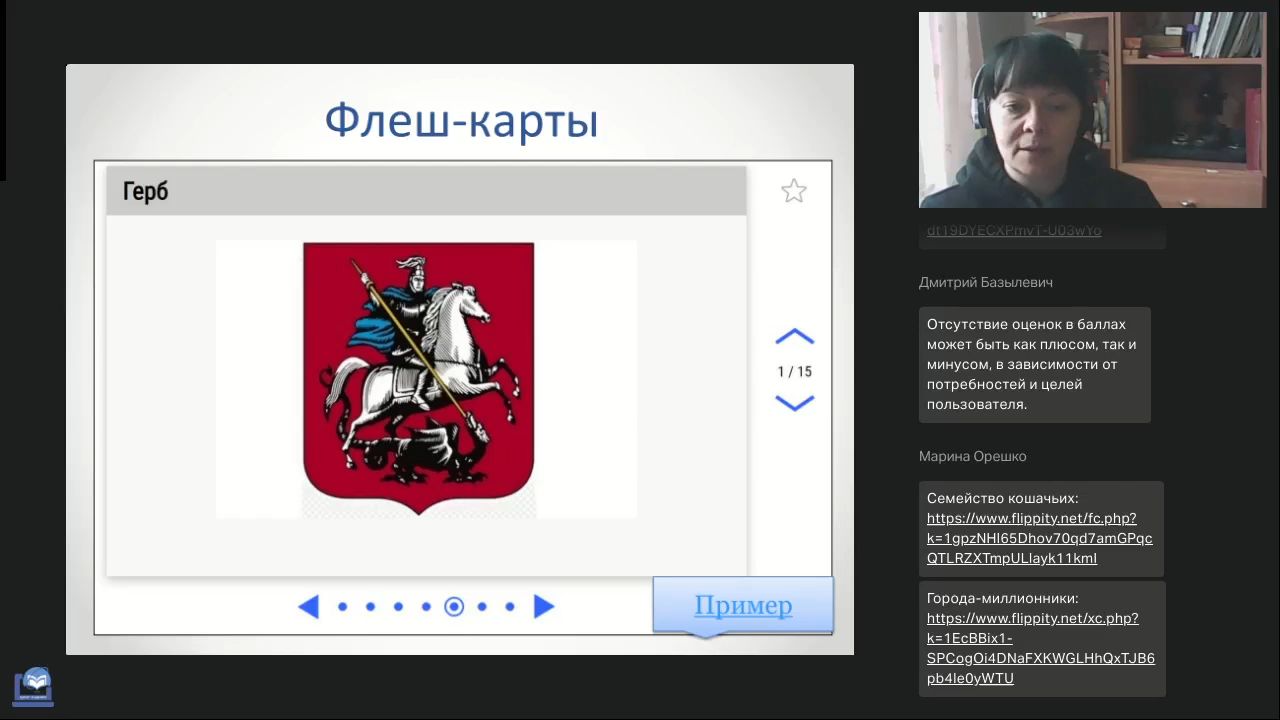 Флеш-карты
Герб
1 / 15
Пример
dt19DYECXPmvT-U03wYo
Дмитрий Базылевич
Отсутствие оценок в баллах
может быть как плюсом, так и
минусом, в зависимости от
потребностей и целей
пользователя.
Марина Орешко
Семейство кошачьих:
https://www.flippity.net/fc.php?
k=1gpzNHl65Dhov70qd7amGPqc
QTLRZXTmpULlayk11kmI
Города-миллионники:
https://www.flippity.net/xc.php?
k=1EcBBix1-
SPCogOi4DNaFXKWGLHhQxTJB6
pb4Ie0yWTU